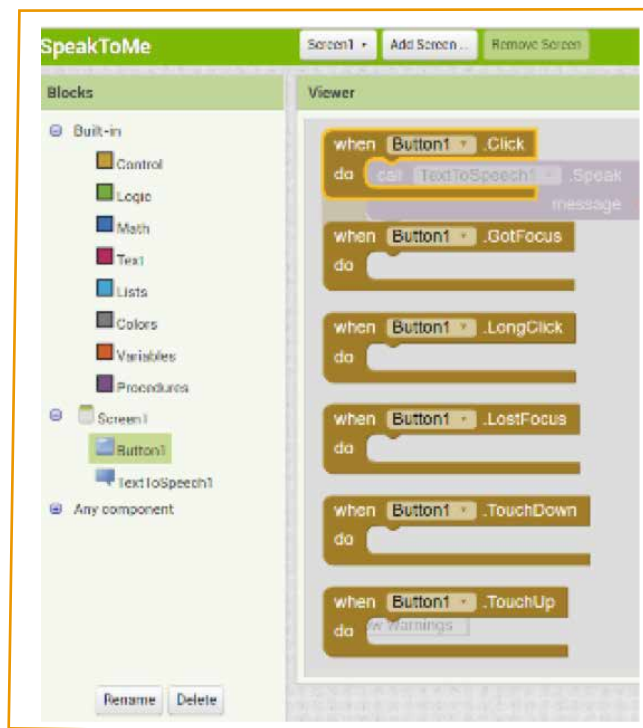 SpeakToMe
Screen1 Add Screen ... Remove Screen
Blocks
Viewer
Built-in
Control
Logic
Math
Text
Lists
Colors
Variables
Procedures
Screen1
Button1
TextToSpeech1
Any component
Rename Delete
when Button1 .Click
do call TextToSpeech1 .Speak
message
when Button1 .GotFocus
do
when Button1 .LongClick
do
when Button1 .LostFocus
do
when Button1 .TouchDown
do
when Button1 .TouchUp
do w Warnings